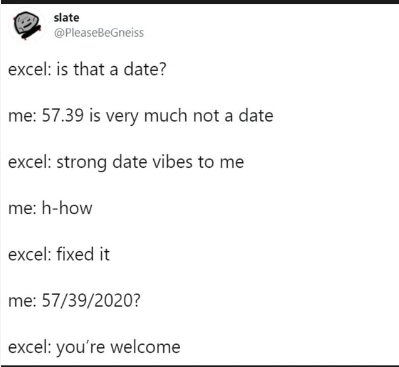 slate
@PleaseBeGneiss
excel: is that a date?
me: 57.39 is very much not a date
excel: strong date vibes to me
me: h-how
excel: fixed it
me: 57/39/2020?
excel: you’re welcome